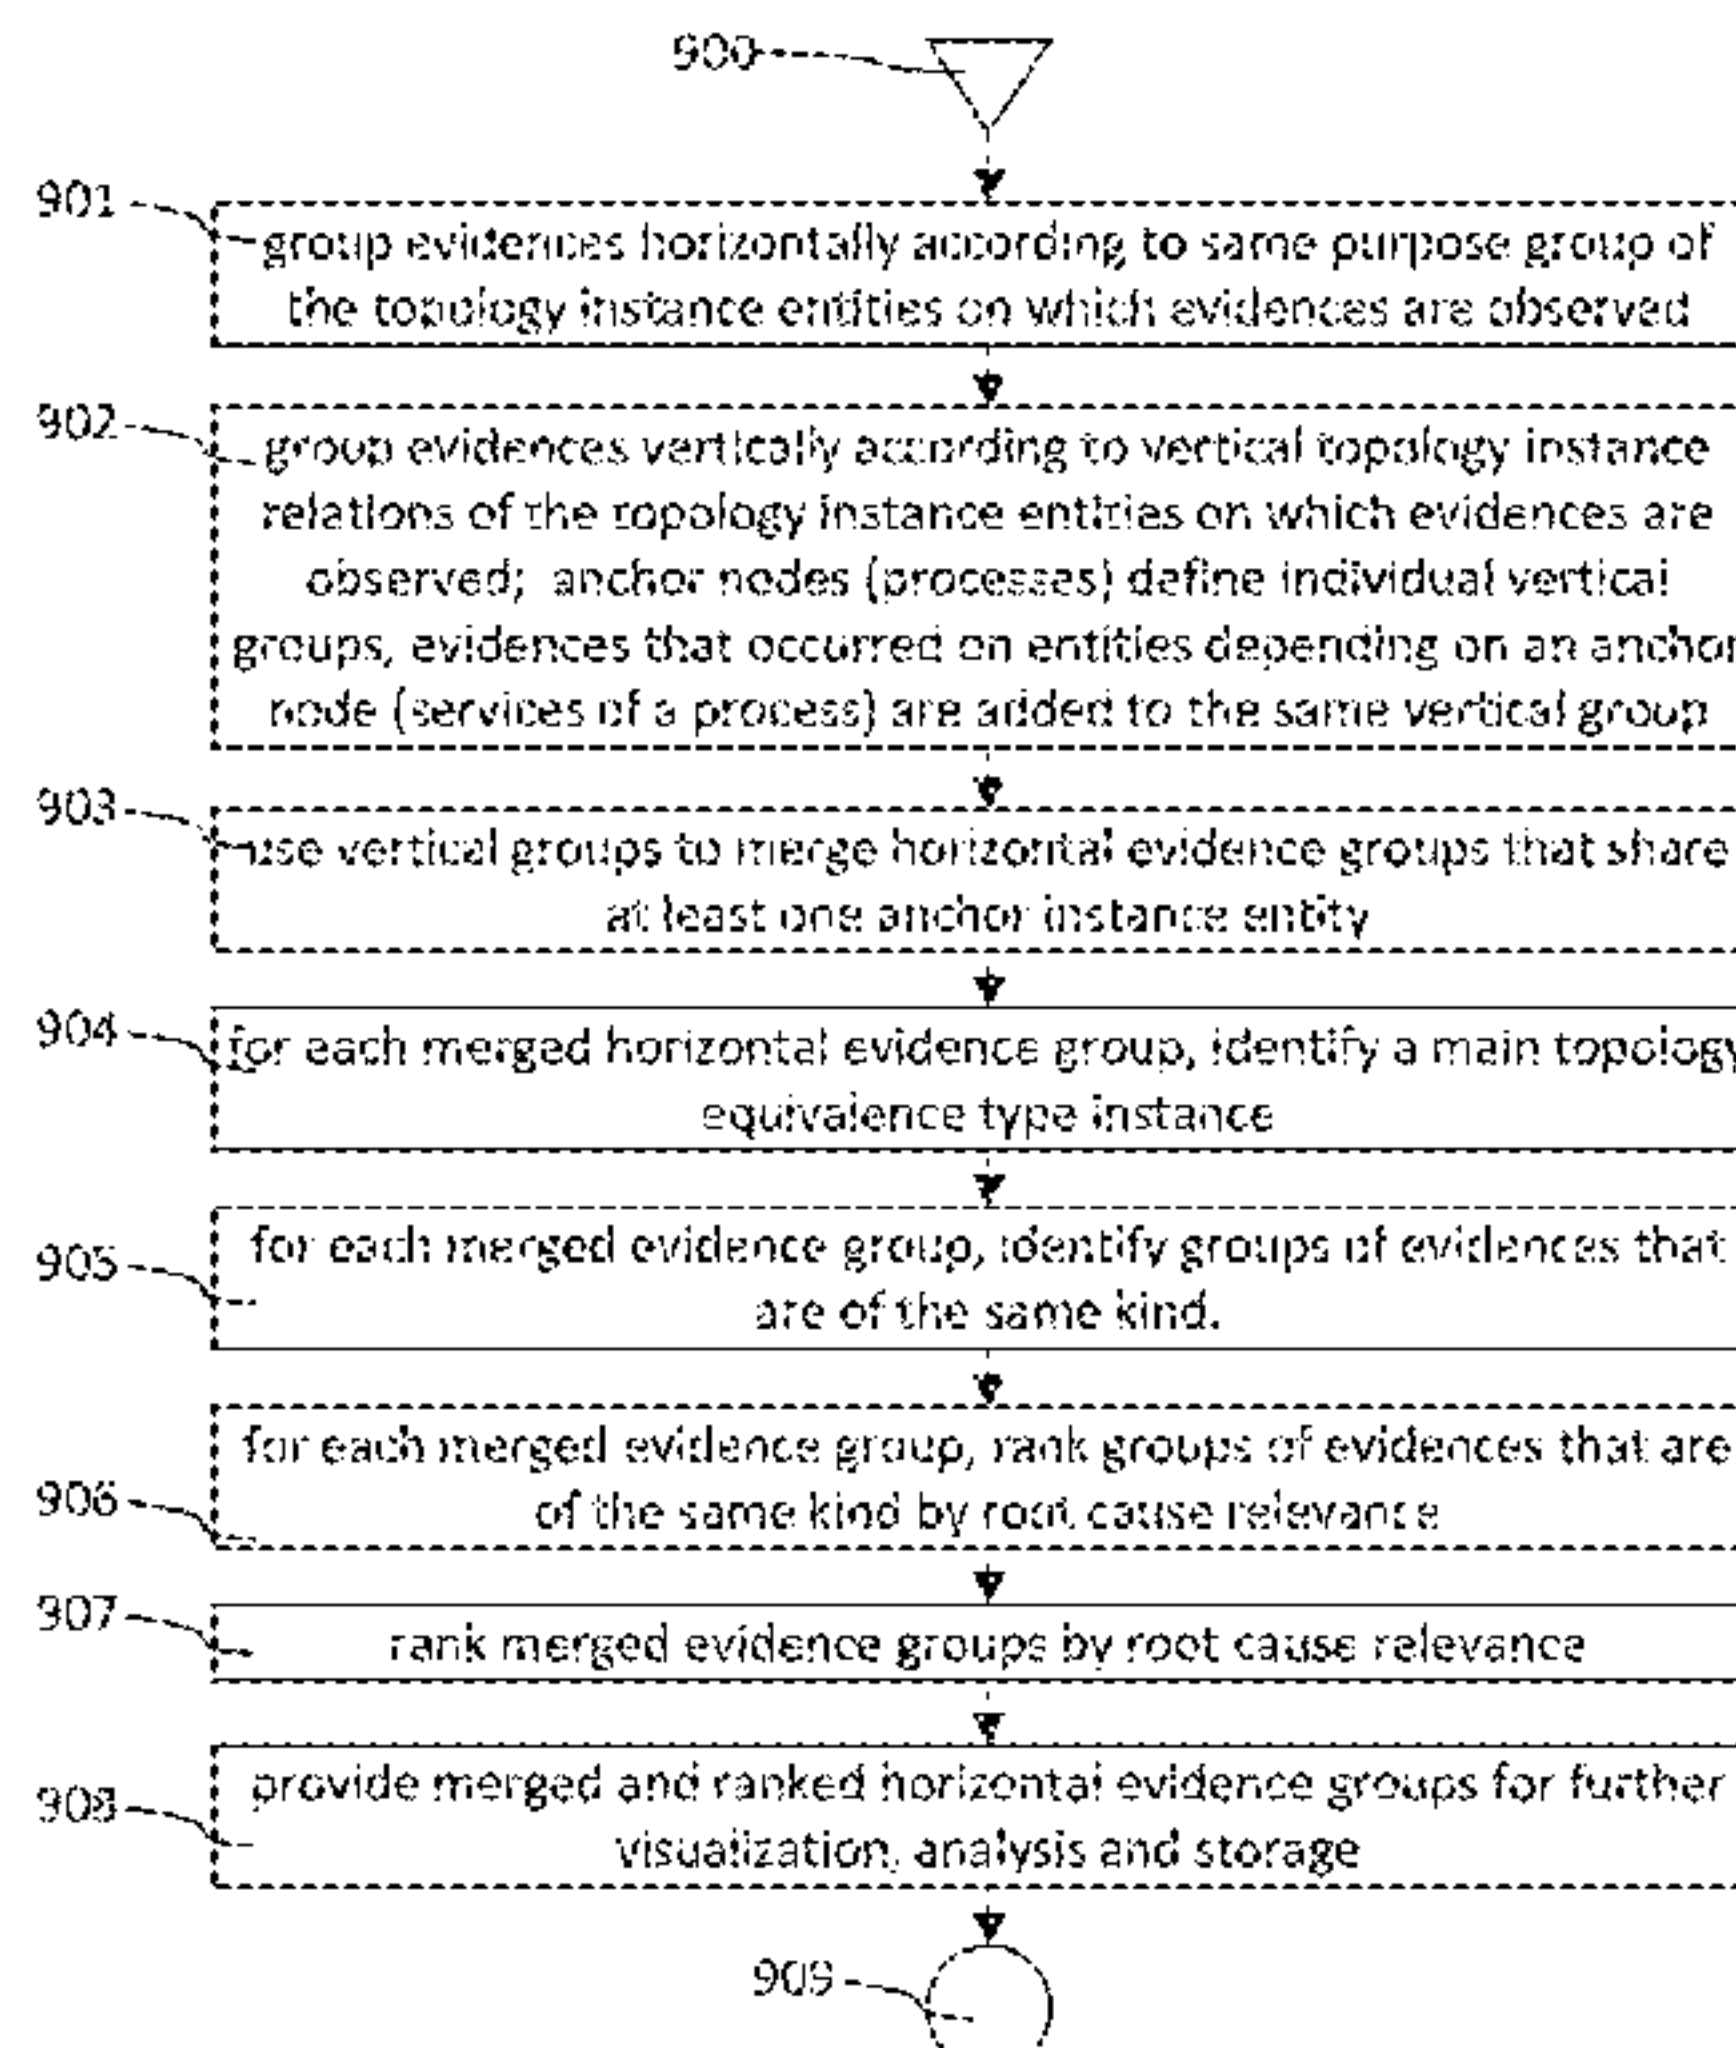 900
901
group evidences horizontally according to same purpose group of
the topology instance entities on which evidences are observed
902
group evidences vertically according to vertical topology instance
relations of the topology instance entities on which evidences are
observed; anchor nodes (processes) define individual vertical
groups, evidences that occurred on entities depending on an anchor
node (services of a process) are added to the same vertical group
903
use vertical groups to merge horizontal evidence groups that share
at least one anchor instance entity
904
for each merged horizontal evidence group, identify a main topology
equivalence type instance
905
for each merged evidence group, identify groups of evidences that
are of the same kind.
906
for each merged evidence group, rank groups of evidences that are
of the same kind by root cause relevance
907
rank merged evidence groups by root cause relevance
908
provide merged and ranked horizontal evidence groups for further
visualization, analysis and storage
909